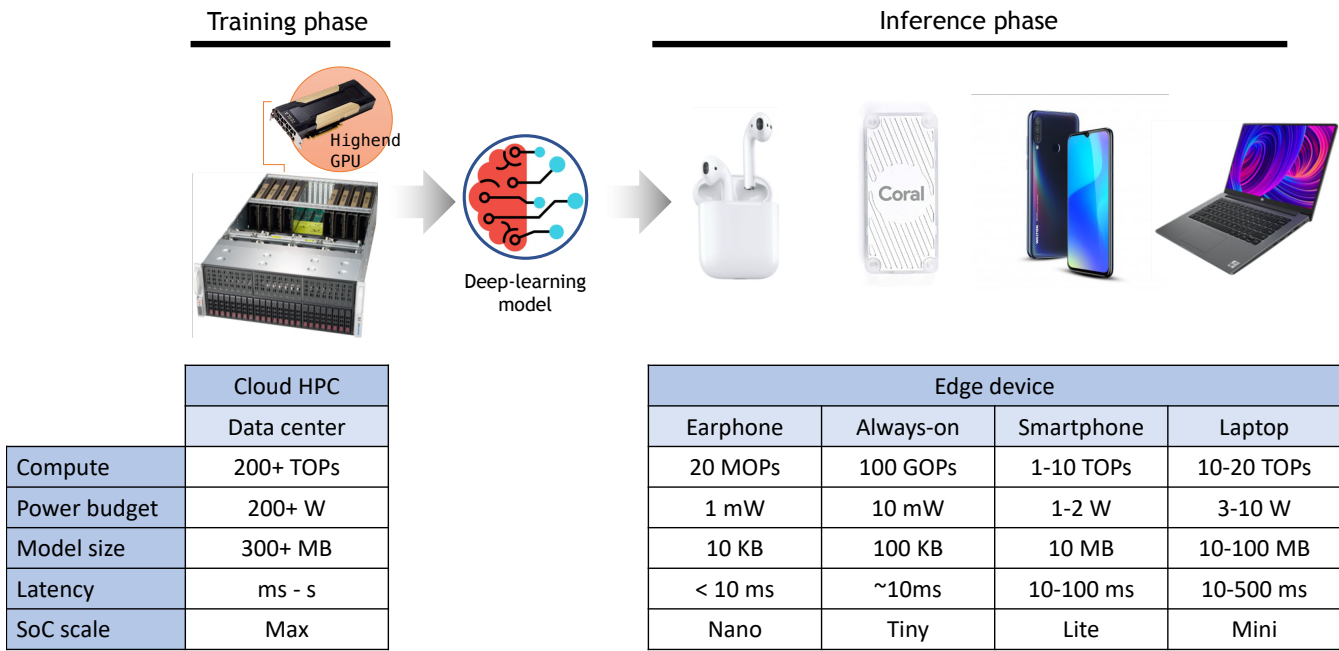 Training phase
Inference phase
Highend
GPU
Coral
Deep-learning
model
Cloud HPC
Data center
Compute 200+ TOPs
Power budget 200+ W
Model size 300+ MB
Latency ms - s
SoC scale Max
Edge device
Earphone Always-on Smartphone Laptop
20 MOPs 100 GOPs 1-10 TOPs 10-20 TOPs
1 mW 10 mW 1-2 W 3-10 W
10 KB 100 KB 10 MB 10-100 MB
< 10 ms ~10ms 10-100 ms 10-500 ms
Nano Tiny Lite Mini